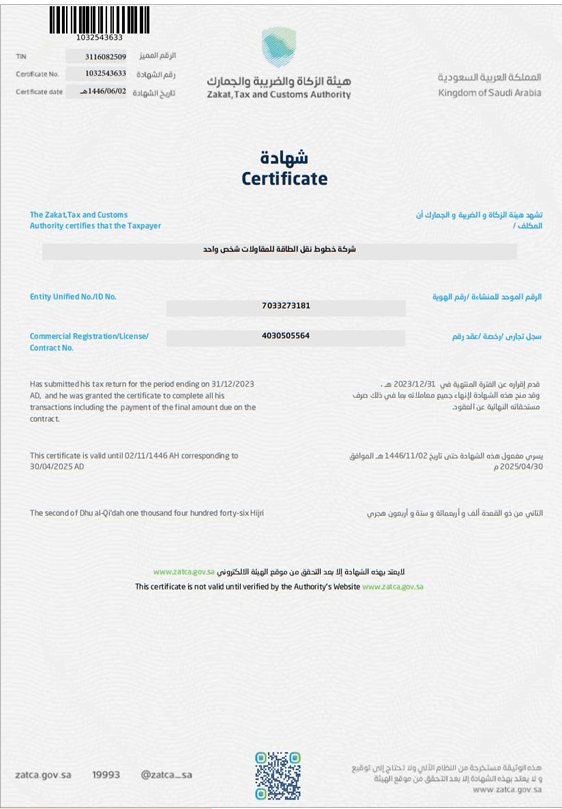 1032543633
TIN 3116082509 الرقم المميز
Certificate No. 1032543633 رقم الشهادة
Certificate date 1446/06/02هـ تاريخ الشهادة
هيئة الزكاة والضريبة والجمارك
Zakat,Tax and Customs Authority
المملكة العربية السعودية
Kingdom of Saudi Arabia
شهادة
Certificate
The Zakat,Tax and Customs
Authority certifies that the Taxpayer
تشهد هيئة الزكاة و الضريبة و الجمارك أن
المكلف /
شركة خطوط نقل الطاقة للمقاولات شخص واحد
Entity Unified No./ID No.
7033273181
الرقم الموحد للمنشاءة /رقم الهوية
Commercial Registration/License/
Contract No.
4030505564
سجل تجاري /رخصة /عقد رقم
Has submitted his tax return for the period ending on 31/12/2023
AD, and he was granted the certificate to complete all his
transactions including the payment of the final amount due on the
contract.
قدم إقراره عن الفترة المنتهية في 2023/12/31 هـ ،
وقد منح هذه الشهادة لإنهاء جميع معاملاته بما في ذلك صرف
مستحقاته النهائية عن العقود.
This certificate is valid until 02/11/1446 AH corresponding to
30/04/2025 AD
يسري مفعول هذه الشهادة حتى تاريخ 1446/11/02 هـ الموافق
2025/04/30 م
The second of Dhu al-Qi'dah one thousand four hundred forty-six Hijri
الثاني من ذو القعدة ألف و أربعمائة و ستة و أربعون هجري
لايعتد بهذه الشهادة إلا بعد التحقق من موقع الهيئة الالكتروني www.zatca.gov.sa
This certificate is not valid until verified by the Authority's Website www.zatca.gov.sa
zatca.gov.sa 19993 @zatca_sa
هذه الوثيقة مستخرجة من النظام الآلي ولا تحتاج إلى توقيع
و لا يعتد بهذه الشهادة إلا بعد التحقق من موقع الهيئة
www.zatca.gov.sa